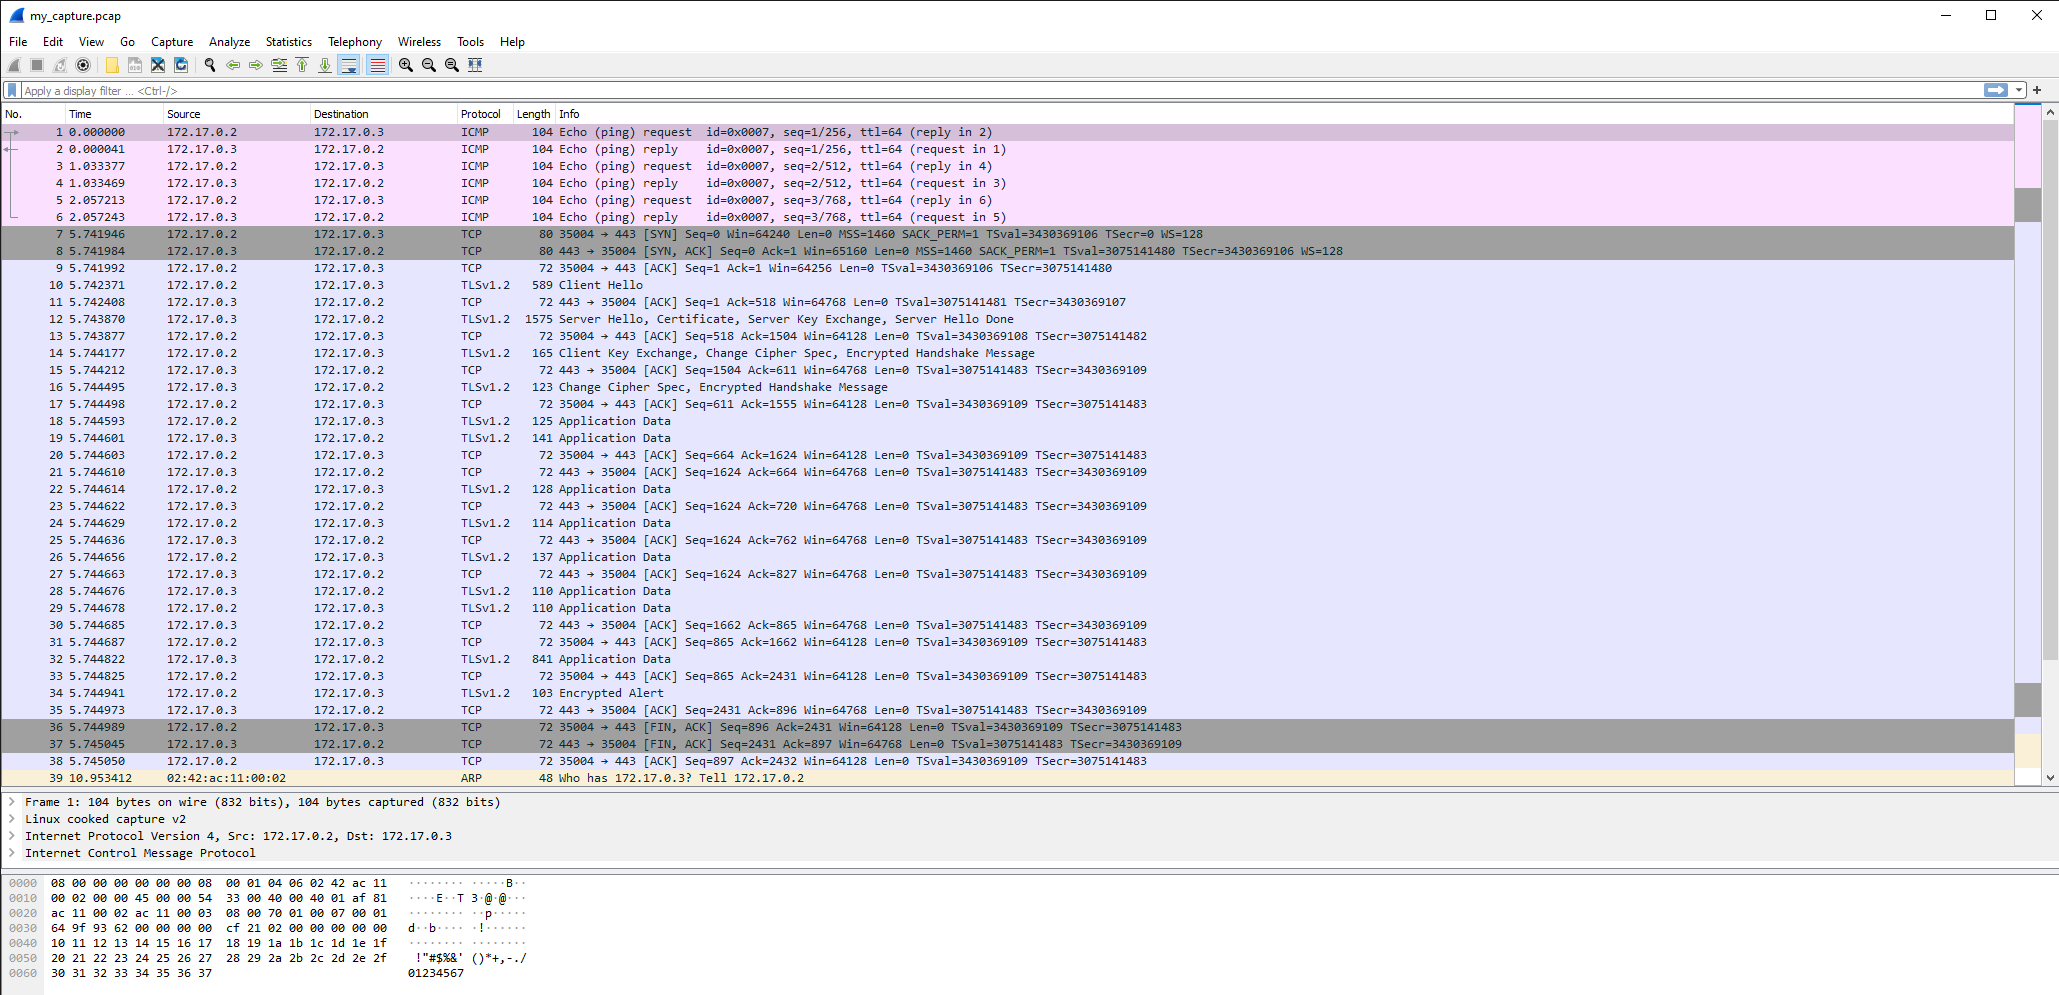 my_capture.pcap
File Edit View Go Capture Analyze Statistics Telephony Wireless Tools Help
Apply a display filter ... <Ctrl-/>
No. Time Source Destination Protocol Length Info
1 0.000000 172.17.0.2 172.17.0.3 ICMP 104 Echo (ping) request id=0x0007, seq=1/256, ttl=64 (reply in 2)
2 0.000041 172.17.0.3 172.17.0.2 ICMP 104 Echo (ping) reply id=0x0007, seq=1/256, ttl=64 (request in 1)
3 1.033377 172.17.0.2 172.17.0.3 ICMP 104 Echo (ping) request id=0x0007, seq=2/512, ttl=64 (reply in 4)
4 1.033469 172.17.0.3 172.17.0.2 ICMP 104 Echo (ping) reply id=0x0007, seq=2/512, ttl=64 (request in 3)
5 2.057213 172.17.0.2 172.17.0.3 ICMP 104 Echo (ping) request id=0x0007, seq=3/768, ttl=64 (reply in 6)
6 2.057243 172.17.0.3 172.17.0.2 ICMP 104 Echo (ping) reply id=0x0007, seq=3/768, ttl=64 (request in 5)
7 5.741946 172.17.0.2 172.17.0.3 TCP 80 35004 → 443 [SYN] Seq=0 Win=64240 Len=0 MSS=1460 SACK_PERM=1 TSval=3430369106 TSecr=0 WS=128
8 5.741984 172.17.0.3 172.17.0.2 TCP 80 443 → 35004 [SYN, ACK] Seq=0 Ack=1 Win=65160 Len=0 MSS=1460 SACK_PERM=1 TSval=3075141480 TSecr=3430369106 WS=128
9 5.741992 172.17.0.2 172.17.0.3 TCP 72 35004 → 443 [ACK] Seq=1 Ack=1 Win=64256 Len=0 TSval=3430369106 TSecr=3075141480
10 5.742371 172.17.0.2 172.17.0.3 TLSv1.2 589 Client Hello
11 5.742408 172.17.0.3 172.17.0.2 TCP 72 443 → 35004 [ACK] Seq=1 Ack=518 Win=64768 Len=0 TSval=3075141481 TSecr=3430369107
12 5.743870 172.17.0.3 172.17.0.2 TLSv1.2 1575 Server Hello, Certificate, Server Key Exchange, Server Hello Done
13 5.743877 172.17.0.2 172.17.0.3 TCP 72 35004 → 443 [ACK] Seq=518 Ack=1504 Win=64128 Len=0 TSval=3430369108 TSecr=3075141482
14 5.744177 172.17.0.2 172.17.0.3 TLSv1.2 165 Client Key Exchange, Change Cipher Spec, Encrypted Handshake Message
15 5.744212 172.17.0.3 172.17.0.2 TCP 72 443 → 35004 [ACK] Seq=1504 Ack=611 Win=64768 Len=0 TSval=3075141483 TSecr=3430369109
16 5.744495 172.17.0.3 172.17.0.2 TLSv1.2 123 Change Cipher Spec, Encrypted Handshake Message
17 5.744498 172.17.0.2 172.17.0.3 TCP 72 35004 → 443 [ACK] Seq=611 Ack=1555 Win=64128 Len=0 TSval=3430369109 TSecr=3075141483
18 5.744593 172.17.0.2 172.17.0.3 TLSv1.2 125 Application Data
19 5.744601 172.17.0.3 172.17.0.2 TLSv1.2 141 Application Data
20 5.744603 172.17.0.2 172.17.0.3 TCP 72 35004 → 443 [ACK] Seq=664 Ack=1624 Win=64128 Len=0 TSval=3430369109 TSecr=3075141483
21 5.744610 172.17.0.3 172.17.0.2 TCP 72 443 → 35004 [ACK] Seq=1624 Ack=664 Win=64768 Len=0 TSval=3075141483 TSecr=3430369109
22 5.744614 172.17.0.2 172.17.0.3 TLSv1.2 128 Application Data
23 5.744622 172.17.0.3 172.17.0.2 TCP 72 443 → 35004 [ACK] Seq=1624 Ack=720 Win=64768 Len=0 TSval=3075141483 TSecr=3430369109
24 5.744629 172.17.0.2 172.17.0.3 TLSv1.2 114 Application Data
25 5.744636 172.17.0.3 172.17.0.2 TCP 72 443 → 35004 [ACK] Seq=1624 Ack=762 Win=64768 Len=0 TSval=3075141483 TSecr=3430369109
26 5.744656 172.17.0.2 172.17.0.3 TLSv1.2 137 Application Data
27 5.744663 172.17.0.3 172.17.0.2 TCP 72 443 → 35004 [ACK] Seq=1624 Ack=827 Win=64768 Len=0 TSval=3075141483 TSecr=3430369109
28 5.744676 172.17.0.3 172.17.0.2 TLSv1.2 110 Application Data
29 5.744678 172.17.0.2 172.17.0.3 TLSv1.2 110 Application Data
30 5.744685 172.17.0.3 172.17.0.2 TCP 72 443 → 35004 [ACK] Seq=1662 Ack=865 Win=64768 Len=0 TSval=3075141483 TSecr=3430369109
31 5.744687 172.17.0.2 172.17.0.3 TCP 72 35004 → 443 [ACK] Seq=865 Ack=1662 Win=64128 Len=0 TSval=3430369109 TSecr=3075141483
32 5.744822 172.17.0.3 172.17.0.2 TLSv1.2 841 Application Data
33 5.744825 172.17.0.2 172.17.0.3 TCP 72 35004 → 443 [ACK] Seq=865 Ack=2431 Win=64128 Len=0 TSval=3430369109 TSecr=3075141483
34 5.744941 172.17.0.2 172.17.0.3 TLSv1.2 103 Encrypted Alert
35 5.744973 172.17.0.3 172.17.0.2 TCP 72 443 → 35004 [ACK] Seq=2431 Ack=896 Win=64768 Len=0 TSval=3075141483 TSecr=3430369109
36 5.744989 172.17.0.2 172.17.0.3 TCP 72 35004 → 443 [FIN, ACK] Seq=896 Ack=2431 Win=64128 Len=0 TSval=3430369109 TSecr=3075141483
37 5.745045 172.17.0.3 172.17.0.2 TCP 72 443 → 35004 [FIN, ACK] Seq=2431 Ack=897 Win=64768 Len=0 TSval=3075141483 TSecr=3430369109
38 5.745050 172.17.0.2 172.17.0.3 TCP 72 35004 → 443 [ACK] Seq=897 Ack=2432 Win=64128 Len=0 TSval=3430369109 TSecr=3075141483
39 10.953412 02:42:ac:11:00:02 ARP 48 Who has 172.17.0.3? Tell 172.17.0.2
Frame 1: 104 bytes on wire (832 bits), 104 bytes captured (832 bits)
Linux cooked capture v2
Internet Protocol Version 4, Src: 172.17.0.2, Dst: 172.17.0.3
Internet Control Message Protocol
0000 08 00 00 00 00 00 00 08 00 01 04 06 02 42 ac 11 ········ ·····B··
0010 00 02 00 00 45 00 00 54 33 00 40 00 40 01 af 81 ····E··T 3·@·@···
0020 ac 11 00 02 ac 11 00 03 08 00 70 01 00 07 00 01 ········ ··p·····
0030 64 9f 93 62 00 00 00 00 cf 21 02 00 00 00 00 00 d··b···· ·!······
0040 10 11 12 13 14 15 16 17 18 19 1a 1b 1c 1d 1e 1f ········ ········
0050 20 21 22 23 24 25 26 27 28 29 2a 2b 2c 2d 2e 2f !"#$%&' ()*+,-./
0060 30 31 32 33 34 35 36 37 01234567